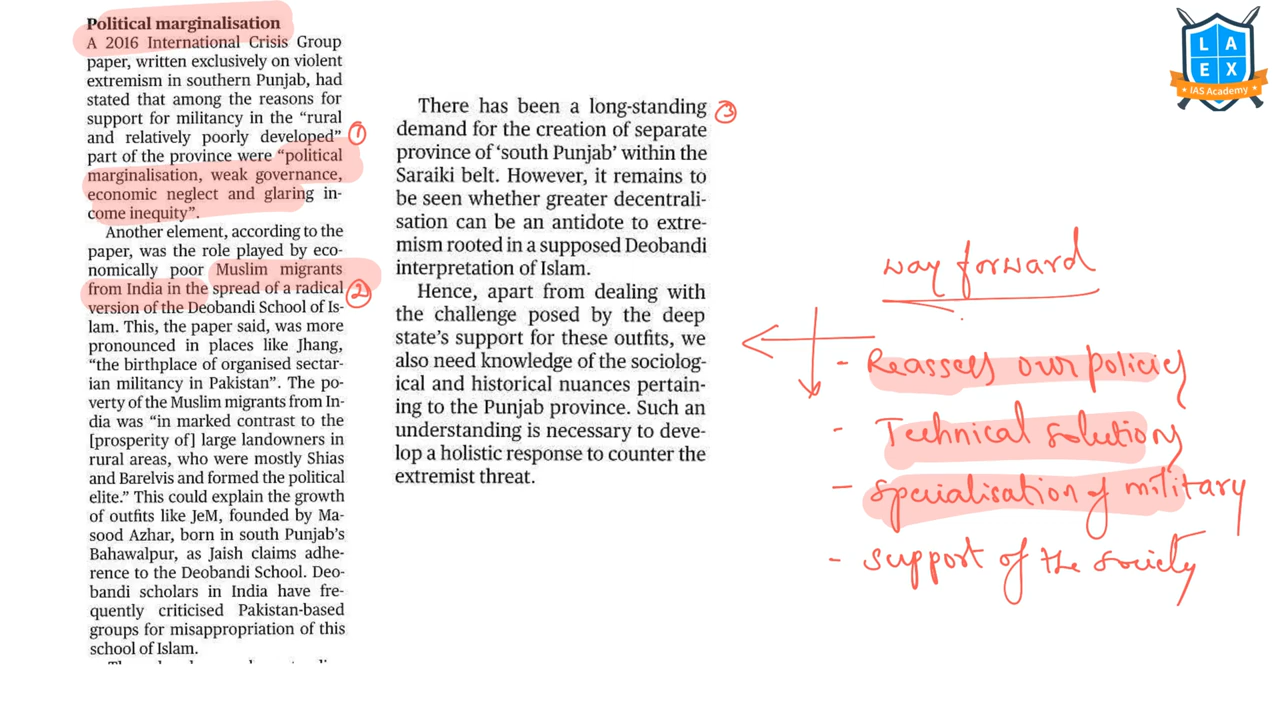 Political marginalisation
A 2016 International Crisis Group
paper, written exclusively on violent
extremism in southern Punjab, had
stated that among the reasons for
support for militancy in the “rural
and relatively poorly developed”
part of the province were “political
marginalisation, weak governance,
economic neglect and glaring in-
come inequity”.
Another element, according to the
paper, was the role played by eco-
nomically poor Muslim migrants
from India in the spread of a radical
version of the Deobandi School of Is-
lam. This, the paper said, was more
pronounced in places like Jhang,
“the birthplace of organised sectar-
ian militancy in Pakistan”. The po-
verty of the Muslim migrants from In-
dia was “in marked contrast to the
[prosperity of] large landowners in
rural areas, who were mostly Shias
and Barelvis and formed the political
elite.” This could explain the growth
of outfits like JeM, founded by Ma-
sood Azhar, born in south Punjab’s
Bahawalpur, as Jaish claims adhe-
rence to the Deobandi School. Deo-
bandi scholars in India have fre-
quently criticised Pakistan-based
groups for misappropriation of this
school of Islam.
1
2
There has been a long-standing
demand for the creation of separate
province of ‘south Punjab’ within the
Saraiki belt. However, it remains to
be seen whether greater decentrali-
sation can be an antidote to extre-
mism rooted in a supposed Deobandi
interpretation of Islam.
Hence, apart from dealing with
the challenge posed by the deep
state’s support for these outfits, we
also need knowledge of the sociolog-
ical and historical nuances pertain-
ing to the Punjab province. Such an
understanding is necessary to deve-
lop a holistic response to counter the
extremist threat.
3
way forward
- Reassess our policies
- Technical solutions
- specialisation of military
- support of the society
L A
E X
IAS Academy